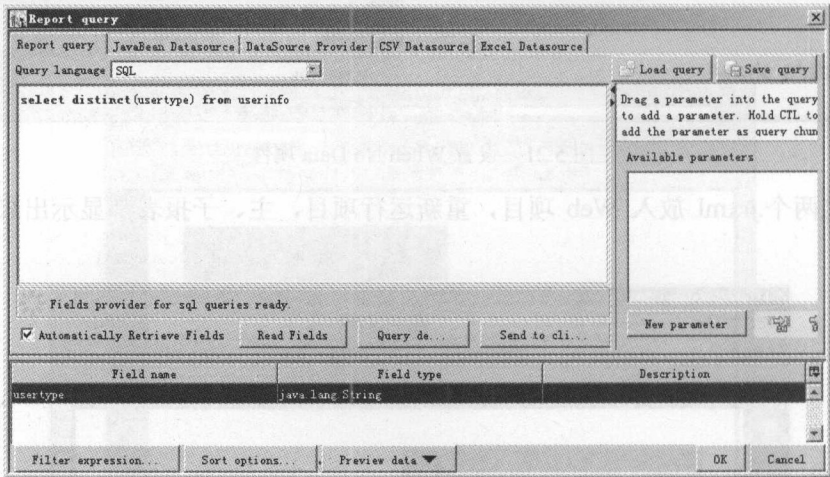 Report query
Report query JavaBean Datasource DataSource Provider CSV Datasource Excel Datasource
Query language SQL
Load query Save query
select distinct(usertype) from userinfo
Drag a parameter into the query
to add a parameter. Hold CTL to
add the parameter as query chun
Available parameters
Fields provider for sql queries ready.
Automatically Retrieve Fields Read Fields Query de... Send to cli...
New parameter
Field name Field type Description
usertype java.lang.String
Filter expression... Sort options... Preview data OK Cancel